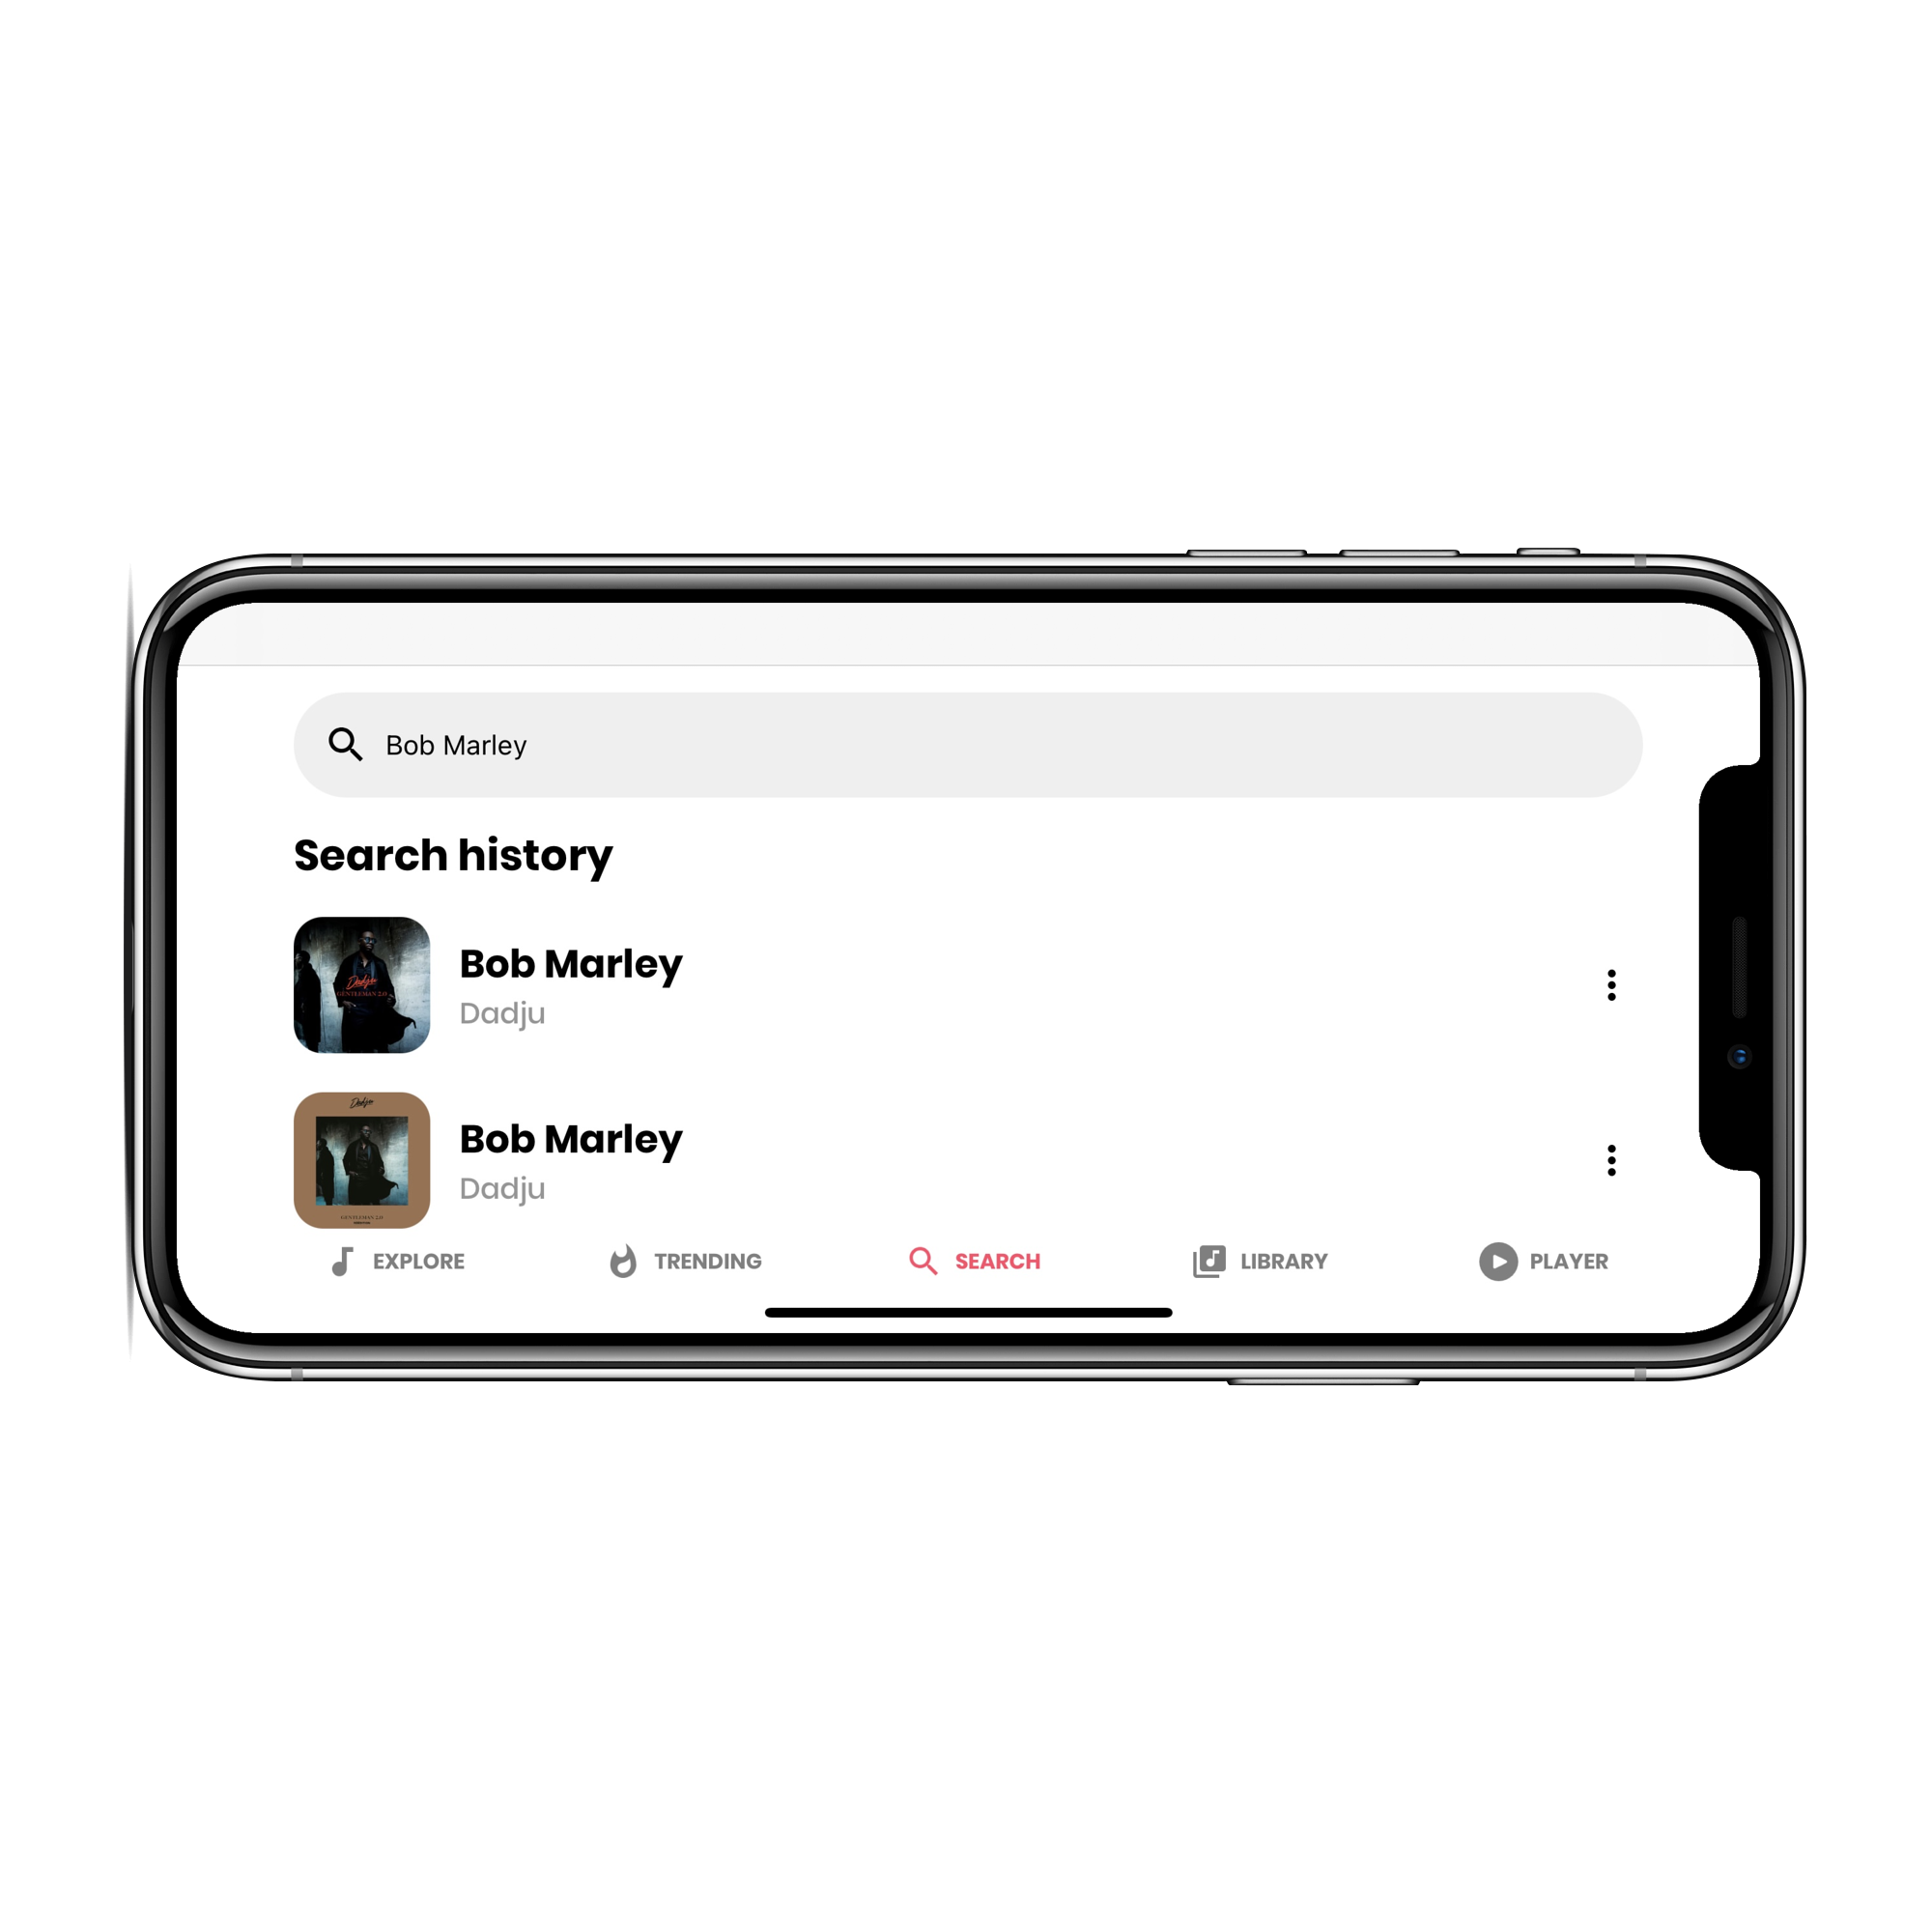 Bob Marley
Search history
Dadju
GENTLEMAN 2.0
Bob Marley
Dadju
Dadju
GENTLEMAN 2.0
Bob Marley
Dadju
EXPLORE
TRENDING
SEARCH
LIBRARY
PLAYER